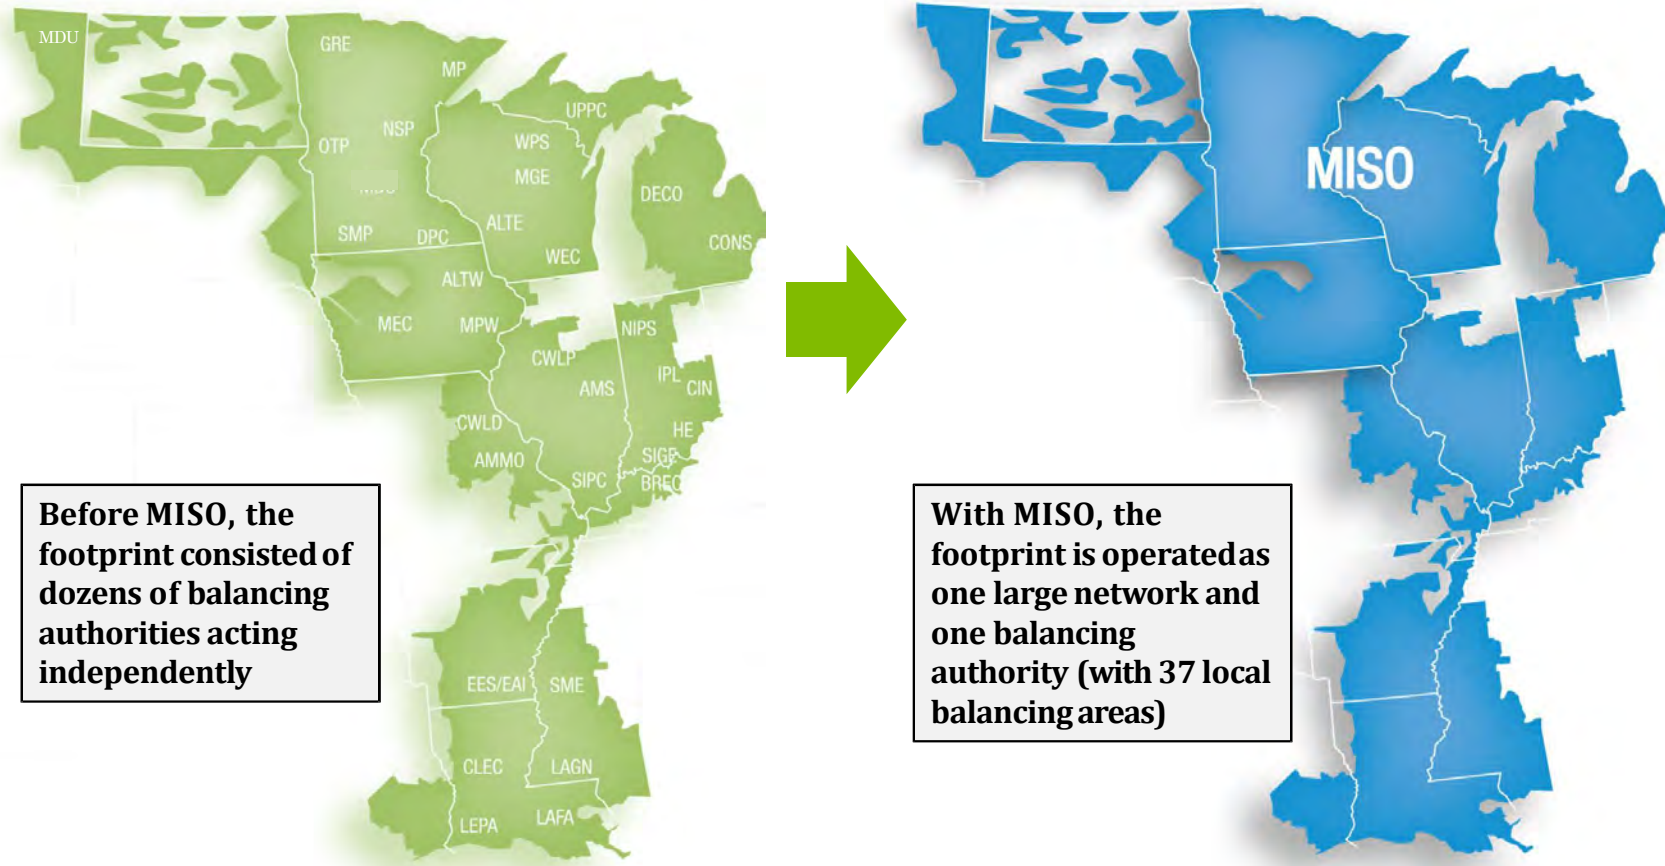 MDU
GRE
MP
UPPC
NSP
WPS
OTP
MGE
DECO
ALTE
SMP
DPC
CONS
WEC
ALTW
MEC
MPW
NIPS
CWLP
IPL
AMS
CIN
CWLD
HE
AMMO
SIGE
SIPC
BREC
EES/EAI
SME
CLEC
LAGN
LEPA
LAFA
Before MISO, the
footprint consisted of
dozens of balancing
authorities acting
independently
MISO
With MISO, the
footprint is operated as
one large network and
one balancing
authority (with 37 local
balancing areas)